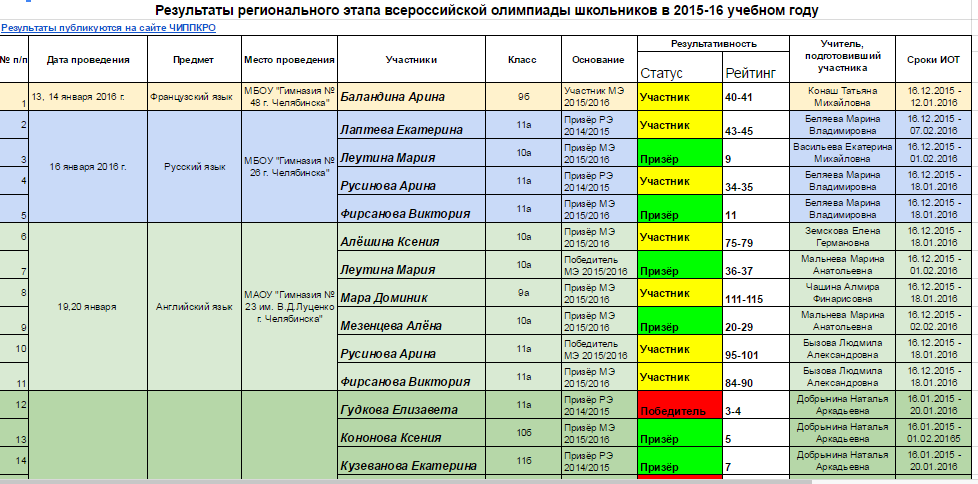 Результаты регионального этапа всероссийской олимпиады школьников в 2015-16 учебном году
Результаты публикуются на сайте ЧИППКРО
№ п/п Дата проведения Предмет Место проведения Участники Класс Основание Результативность Учитель, подготовивший участника Сроки ИОТ
Статус Рейтинг
1 13, 14 января 2016 г. Французский язык МБОУ "Гимназия № 48 г. Челябинска" Баландина Арина 9б Участник МЭ 2015/2016 Участник 40-41 Конаш Татьяна Михайловна 16.12.2015 - 12.01.2016
2 16 января 2016 г. Русский язык МБОУ "Гимназия № 26 г. Челябинска" Лаптева Екатерина 11а Призёр РЭ 2014/2015 Участник 43-45 Беляева Марина Владимировна 16.12.2015 - 07.02.2016
3 Леутина Мария 10а Призёр МЭ 2015/2016 Призёр 9 Васильева Екатерина Михайловна 16.12.2015 - 01.02.2016
4 Русинова Арина 11а Призёр РЭ 2014/2015 Участник 34-35 Беляева Марина Владимировна 16.12.2015 - 18.01.2016
5 Фирсанова Виктория 11а Призёр МЭ 2015/2016 Призёр 11 Беляева Марина Владимировна 16.12.2015 - 18.01.2016
6 19,20 января Английский язык МАОУ "Гимназия № 23 им. В.Д.Луценко г. Челябинска" Алёшина Ксения 10а Призёр МЭ 2015/2016 Участник 75-79 Земскова Елена Германовна 16.12.2015 - 18.01.2016
7 Леутина Мария 10а Победитель МЭ 2015/2016 Призёр 36-37 Мальнева Марина Анатольевна 16.12.2015 - 01.02.2016
8 Мара Доминик 9а Призёр МЭ 2015/2016 Участник 111-115 Чашина Алмира Финарисовна 16.12.2015 - 18.01.2016
9 Мезенцева Алёна 10а Призёр МЭ 2015/2016 Призёр 20-29 Мальнева Марина Анатольевна 16.12.2015 - 02.02.2016
10 Русинова Арина 11а Победитель МЭ 2015/2016 Участник 95-101 Бызова Людмила Александровна 16.12.2015 - 18.01.2016
11 Фирсанова Виктория 11а Призёр МЭ 2015/2016 Участник 84-90 Бызова Людмила Александровна 16.12.2015 - 18.01.2016
12 Гудкова Елизавета 11а Призёр РЭ 2014/2015 Победитель 3-4 Добрынина Наталья Аркадьевна 16.01.2015 - 20.01.2016
13 Кононова Ксения 10б Призёр МЭ 2015/2016 Призёр 5 Добрынина Наталья Аркадьевна 16.01.2015 - 01.02.20165
14 Кузеванова Екатерина 11б Призёр РЭ 2014/2015 Призёр 7 Добрынина Наталья Аркадьевна 16.01.2015 - 20.01.2016